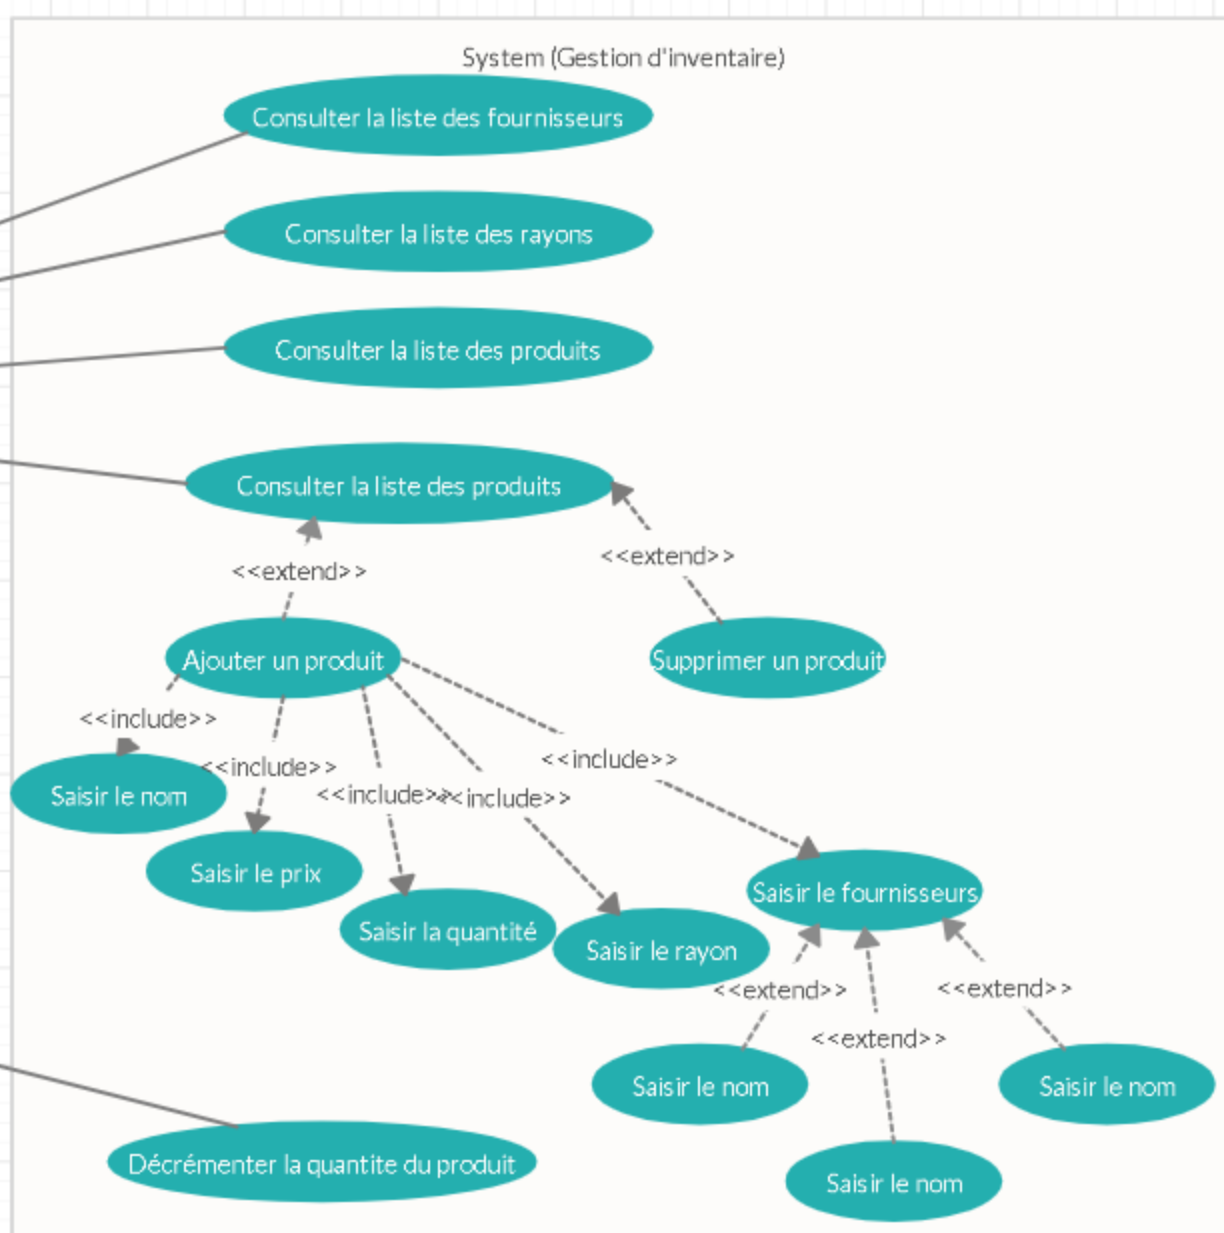 System (Gestion d'inventaire)
Consulter la liste des fournisseurs
Consulter la liste des rayons
Consulter la liste des produits
Consulter la liste des produits
<<extend>>
<<extend>>
Ajouter un produit
Supprimer un produit
<<include>>
<<include>>
<<include>>
<<include>>
<<include>>
Saisir le nom
Saisir le prix
Saisir la quantité
Saisir le rayon
Saisir le fournisseurs
<<extend>>
<<extend>>
<<extend>>
Saisir le nom
Saisir le nom
Saisir le nom
Décrémenter la quantite du produit